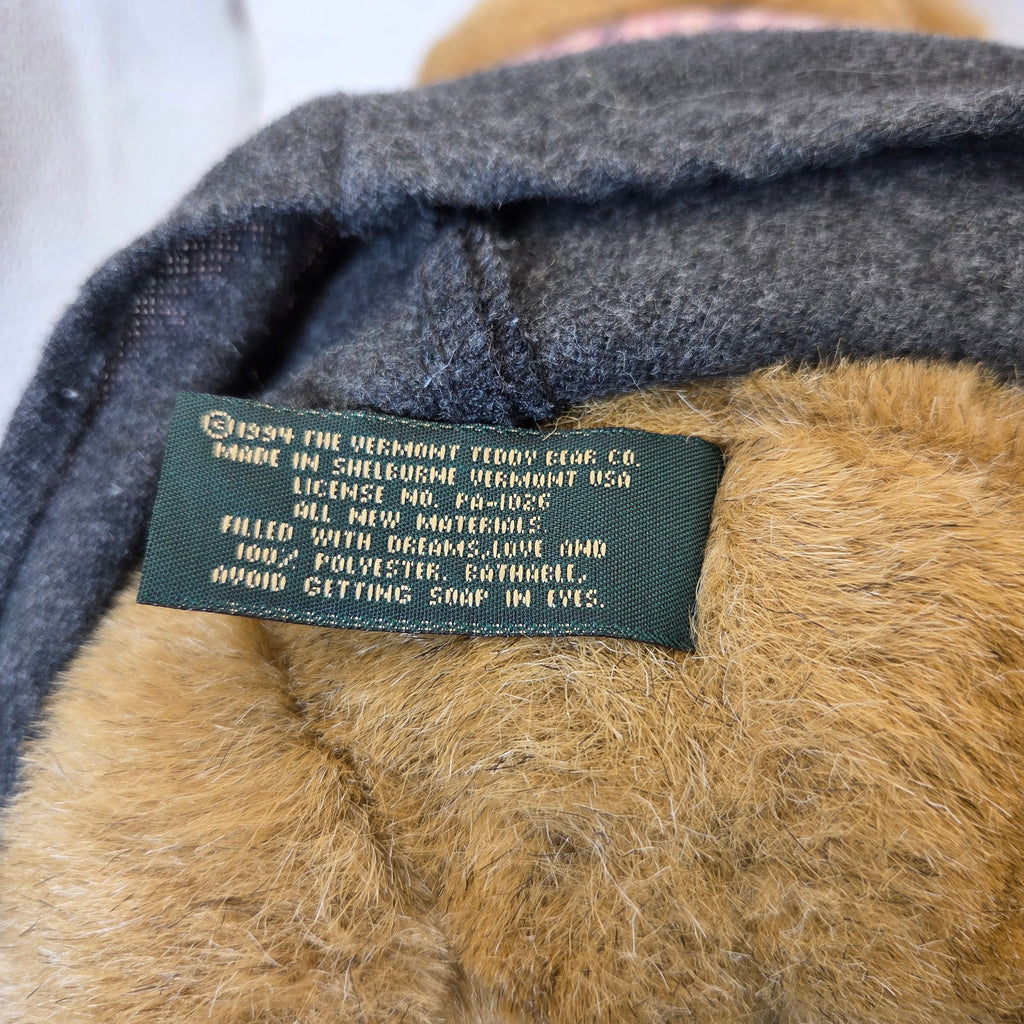 ©1994 THE VERMONT TEDDY BEAR CO.
MADE IN SHELBURNE VERMONT USA
LICENSE NO. PA-1026
ALL NEW MATERIALS
FILLED WITH DREAMS,LOVE AND
100% POLYESTER. BATHABLE,
AVOID GETTING SOAP IN EYES.